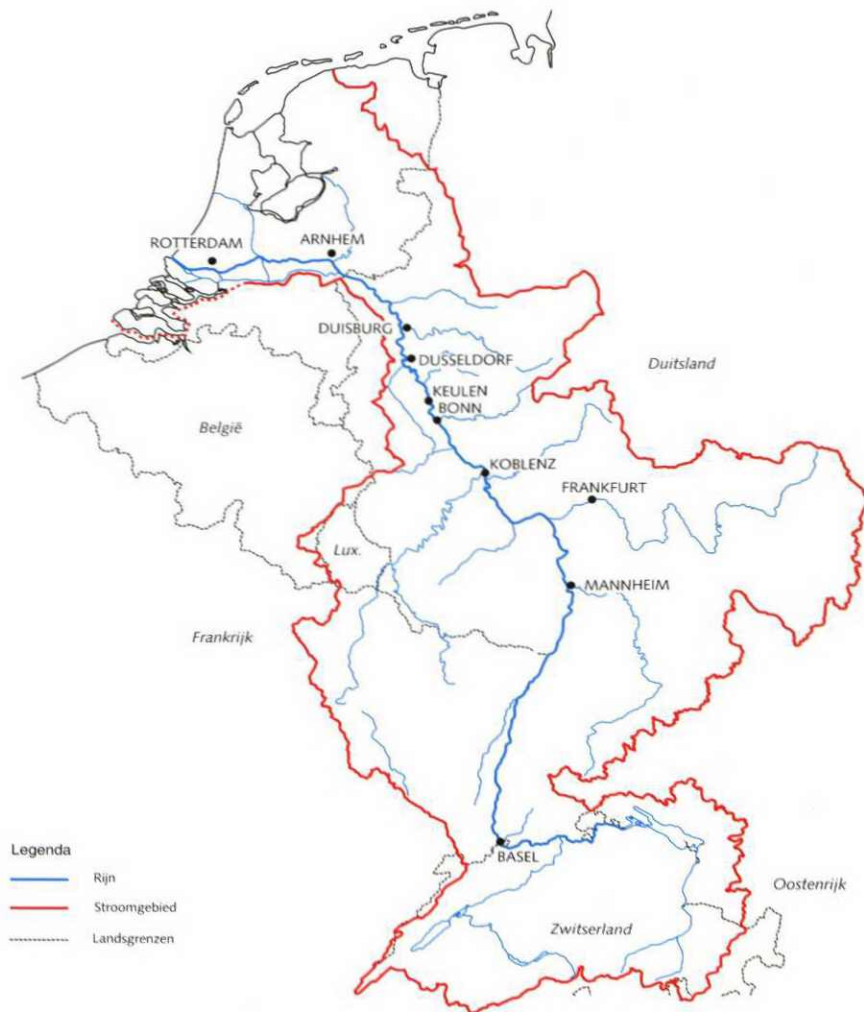 ROTTERDAM
ARNHEM
DUISBURG
DUSSELDORF
Duitsland
KEULEN
BONN
België
KOBLENZ
FRANKFURT
Lux.
MANNHEIM
Frankrijk
BASEL
Oostenrijk
Zwitserland
Legenda
Rijn
Stroomgebied
Landsgrenzen